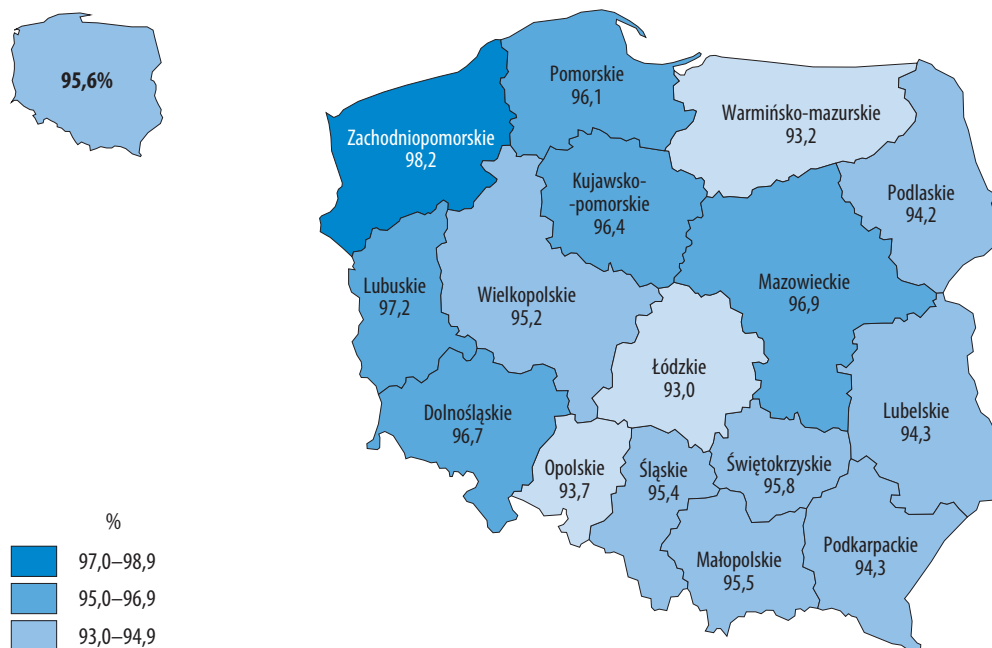 95,6%
Pomorskie
96,1
Warmińsko-mazurskie
93,2
Zachodniopomorskie
98,2
Kujawsko-
-pomorskie
96,4
Podlaskie
94,2
Lubuskie
97,2
Wielkopolskie
95,2
Mazowieckie
96,9
Łódzkie
93,0
Dolnośląskie
96,7
Lubelskie
94,3
Opolskie
93,7
Śląskie
95,4
Świętokrzyskie
95,8
Małopolskie
95,5
Podkarpackie
94,3
%
97,0–98,9
95,0–96,9
93,0–94,9